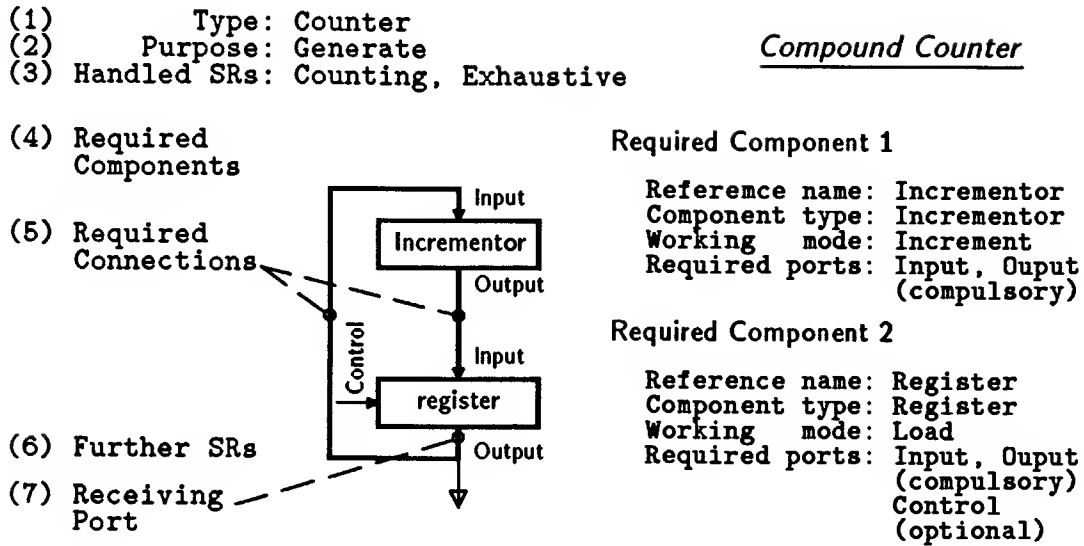 (1) Type: Counter
(2) Purpose: Generate
(3) Handled SRs: Counting, Exhaustive
Compound Counter
(4) Required
Components
(5) Required
Connections
(6) Further SRs
(7) Receiving
Port
Input
Incrementor
Output
Control
Input
register
Output
Required Component 1
Referemce name: Incrementor
Component type: Incrementor
Working mode: Increment
Required ports: Input, Ouput
(compulsory)
Required Component 2
Reference name: Register
Component type: Register
Working mode: Load
Required ports: Input, Ouput
(compulsory)
Control
(optional)